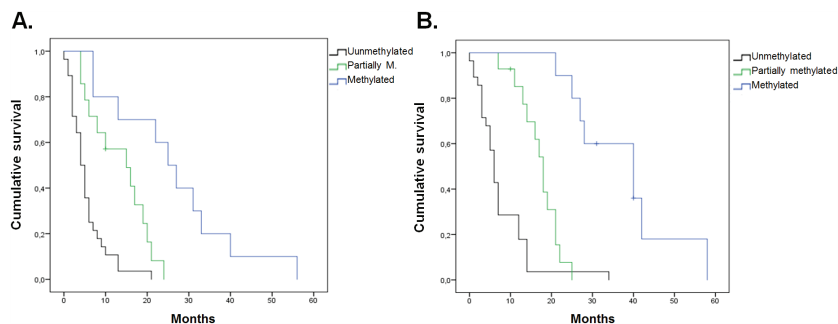 A.
Uunmethylated
Partially M.
Methylated
Cumulative survival
1,0
0,8
0,6
0,4
0,2
0,0
0
10
20
30
40
50
60
Months
B.
Unmethylated
Partially methylated
Methylated
Cumulative survival
1,0
0,8
0,6
0,4
0,2
0,0
0
10
20
30
40
50
60
Months